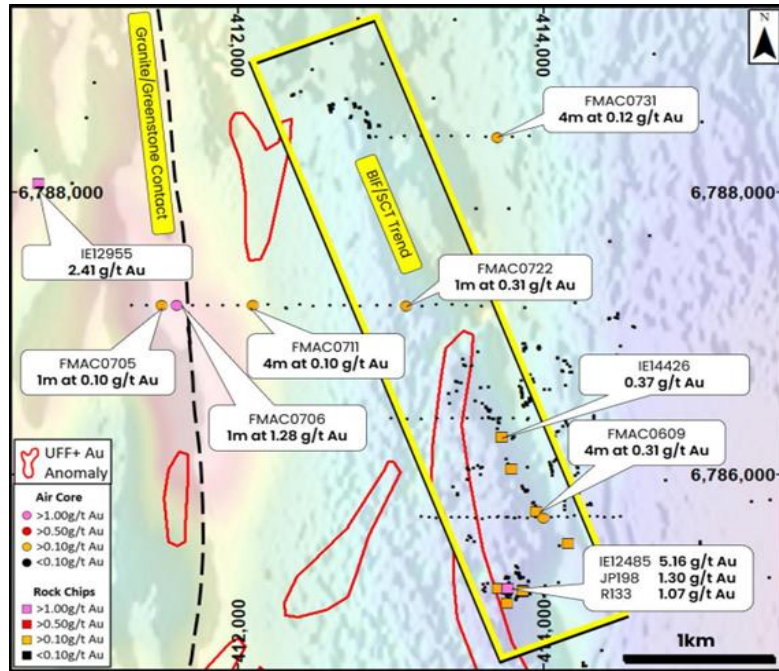 412,000
414,000
N
Granite/Greenstone Contact
BIF/SCT Trend
FMAC0731
4m at 0.12 g/t Au
6,788,000
6,788,000
IE12955
2.41 g/t Au
FMAC0722
1m at 0.31 g/t Au
FMAC0705
1m at 0.10 g/t Au
FMAC0711
4m at 0.10 g/t Au
IE14426
0.37 g/t Au
FMAC0706
1m at 1.28 g/t Au
FMAC0609
4m at 0.31 g/t Au
6,786,000
UFF+ Au
Anomaly
Air Core
>1.00g/t Au
>0.50g/t Au
>0.10g/t Au
<0.10g/t Au
Rock Chips
>1.00g/t Au
>0.50g/t Au
>0.10g/t Au
<0.10g/t Au
IE12485 5.16 g/t Au
JP198 1.30 g/t Au
R133 1.07 g/t Au
412,000
414,000
1km